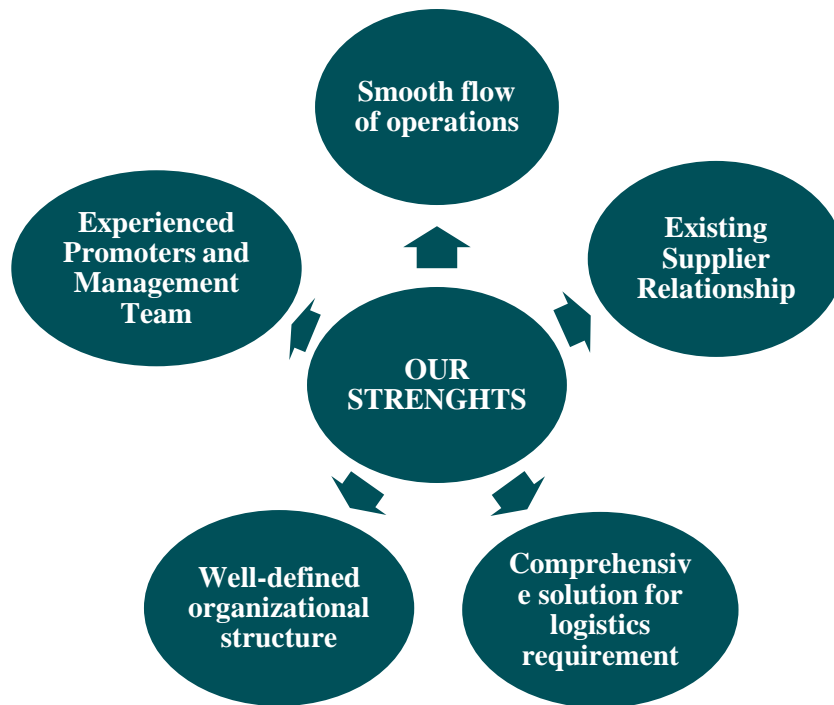 Smooth flow
of operations
Experienced
Promoters and
Management
Team
Existing
Supplier
Relationship
OUR
STRENGHTS
Well-defined
organizational
structure
Comprehensiv
e solution for
logistics
requirement